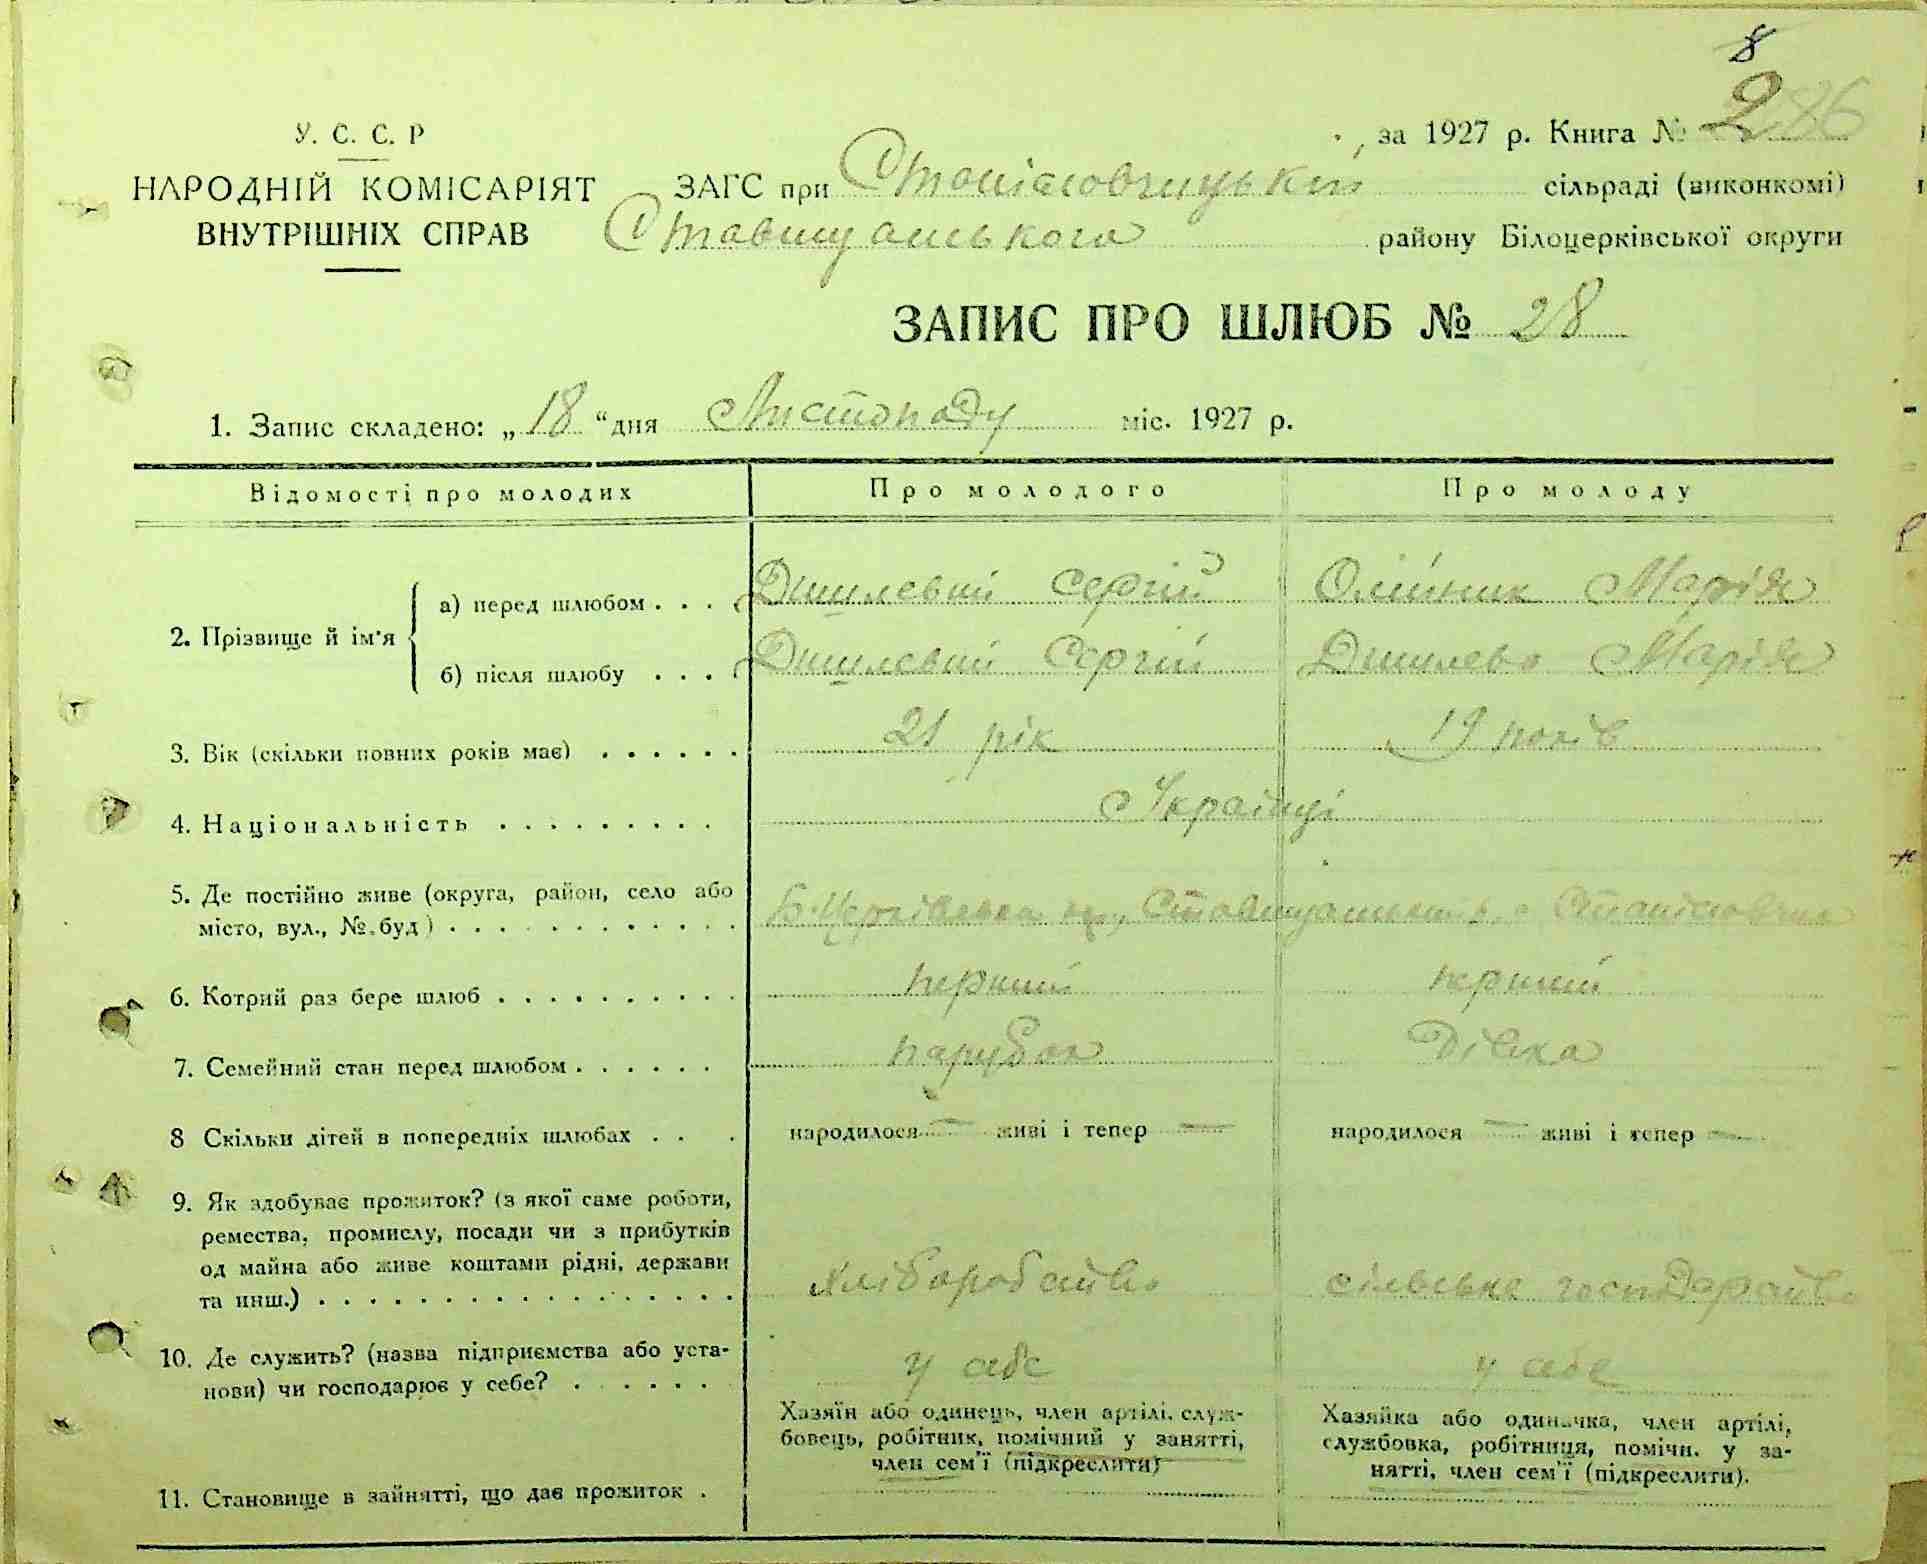 8
286
У. С. С. Р
за 1927 р. Книга № 2
НАРОДНІЙ КОМІСАРІЯТ
ВНУТРІШНІХ СПРАВ
ЗАГС при Станіславчицькій сільраді (виконкомі)
Ставищанського району Білоцерківської округи
ЗАПИС ПРО ШЛЮБ № 28
1. Запис складено: „ 18 “ дня Листопаду міс. 1927 р.
Відомості про молодих Про молодого Про молоду
2. Прізвище й ім'я
а) перед шлюбом . . . Дишлевий Сергій Олійник Марія
б) після шлюбу . . . Дишлевий Сергій Дишлева Марія
3. Вік (скільки повних років має) . . . . . . 21 рік 19 років
4. Національність . . . . . . . . . Українці
5. Де постійно живе (округа, район, село або
місто, вул., №.буд) . . . . . . . . . . . . Б.Церківська ок., Ставищанськ. р. с Станіславчик
6. Котрий раз бере шлюб . . . . . . . . . . перший перший
7. Семейний стан перед шлюбом . . . . . . парубок Дівка
8 Скільки дітей в попередніх шлюбах . . . народилося — живі і тепер — народилося — живі і тепер —
9. Як здобуває прожиток? (з якої саме роботи,
ремества, промислу, посади чи з прибутків
од майна або живе коштами рідні, держави
та инш.) . . . . . . . . . . . . . . . . . хліборобство сільське господарство
10. Де служить? (назва підприємства або уста-
нови) чи господарює у себе? . . . . . . у себе у себе
Хазяїн або одинець, член артілі, служ-
бовець, робітник, помічний у занятті,
член сем'ї (підкреслити)
Хазяйка або одиначка, член артілі,
службовка, робітниця, помічн. у за-
нятті, член сем'ї (підкреслити).
11. Становище в зайнятті, що дає прожиток .